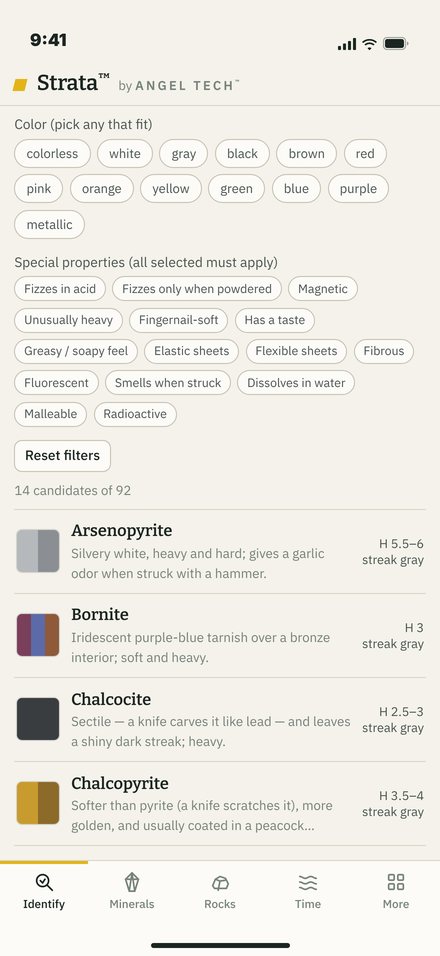 9:41
Strata™ by ANGEL TECH™
Color (pick any that fit)
colorless white gray black brown red
pink orange yellow green blue purple
metallic
Special properties (all selected must apply)
Fizzes in acid Fizzes only when powdered Magnetic
Unusually heavy Fingernail-soft Has a taste
Greasy / soapy feel Elastic sheets Flexible sheets Fibrous
Fluorescent Smells when struck Dissolves in water
Malleable Radioactive
Reset filters
14 candidates of 92
Arsenopyrite
Silvery white, heavy and hard; gives a garlic
odor when struck with a hammer.
H 5.5–6
streak gray
Bornite
Iridescent purple-blue tarnish over a bronze
interior; soft and heavy.
H 3
streak gray
Chalcocite
Sectile — a knife carves it like lead — and leaves
a shiny dark streak; heavy.
H 2.5–3
streak gray
Chalcopyrite
Softer than pyrite (a knife scratches it), more
golden, and usually coated in a peacock…
H 3.5–4
streak gray
Identify Minerals Rocks Time More